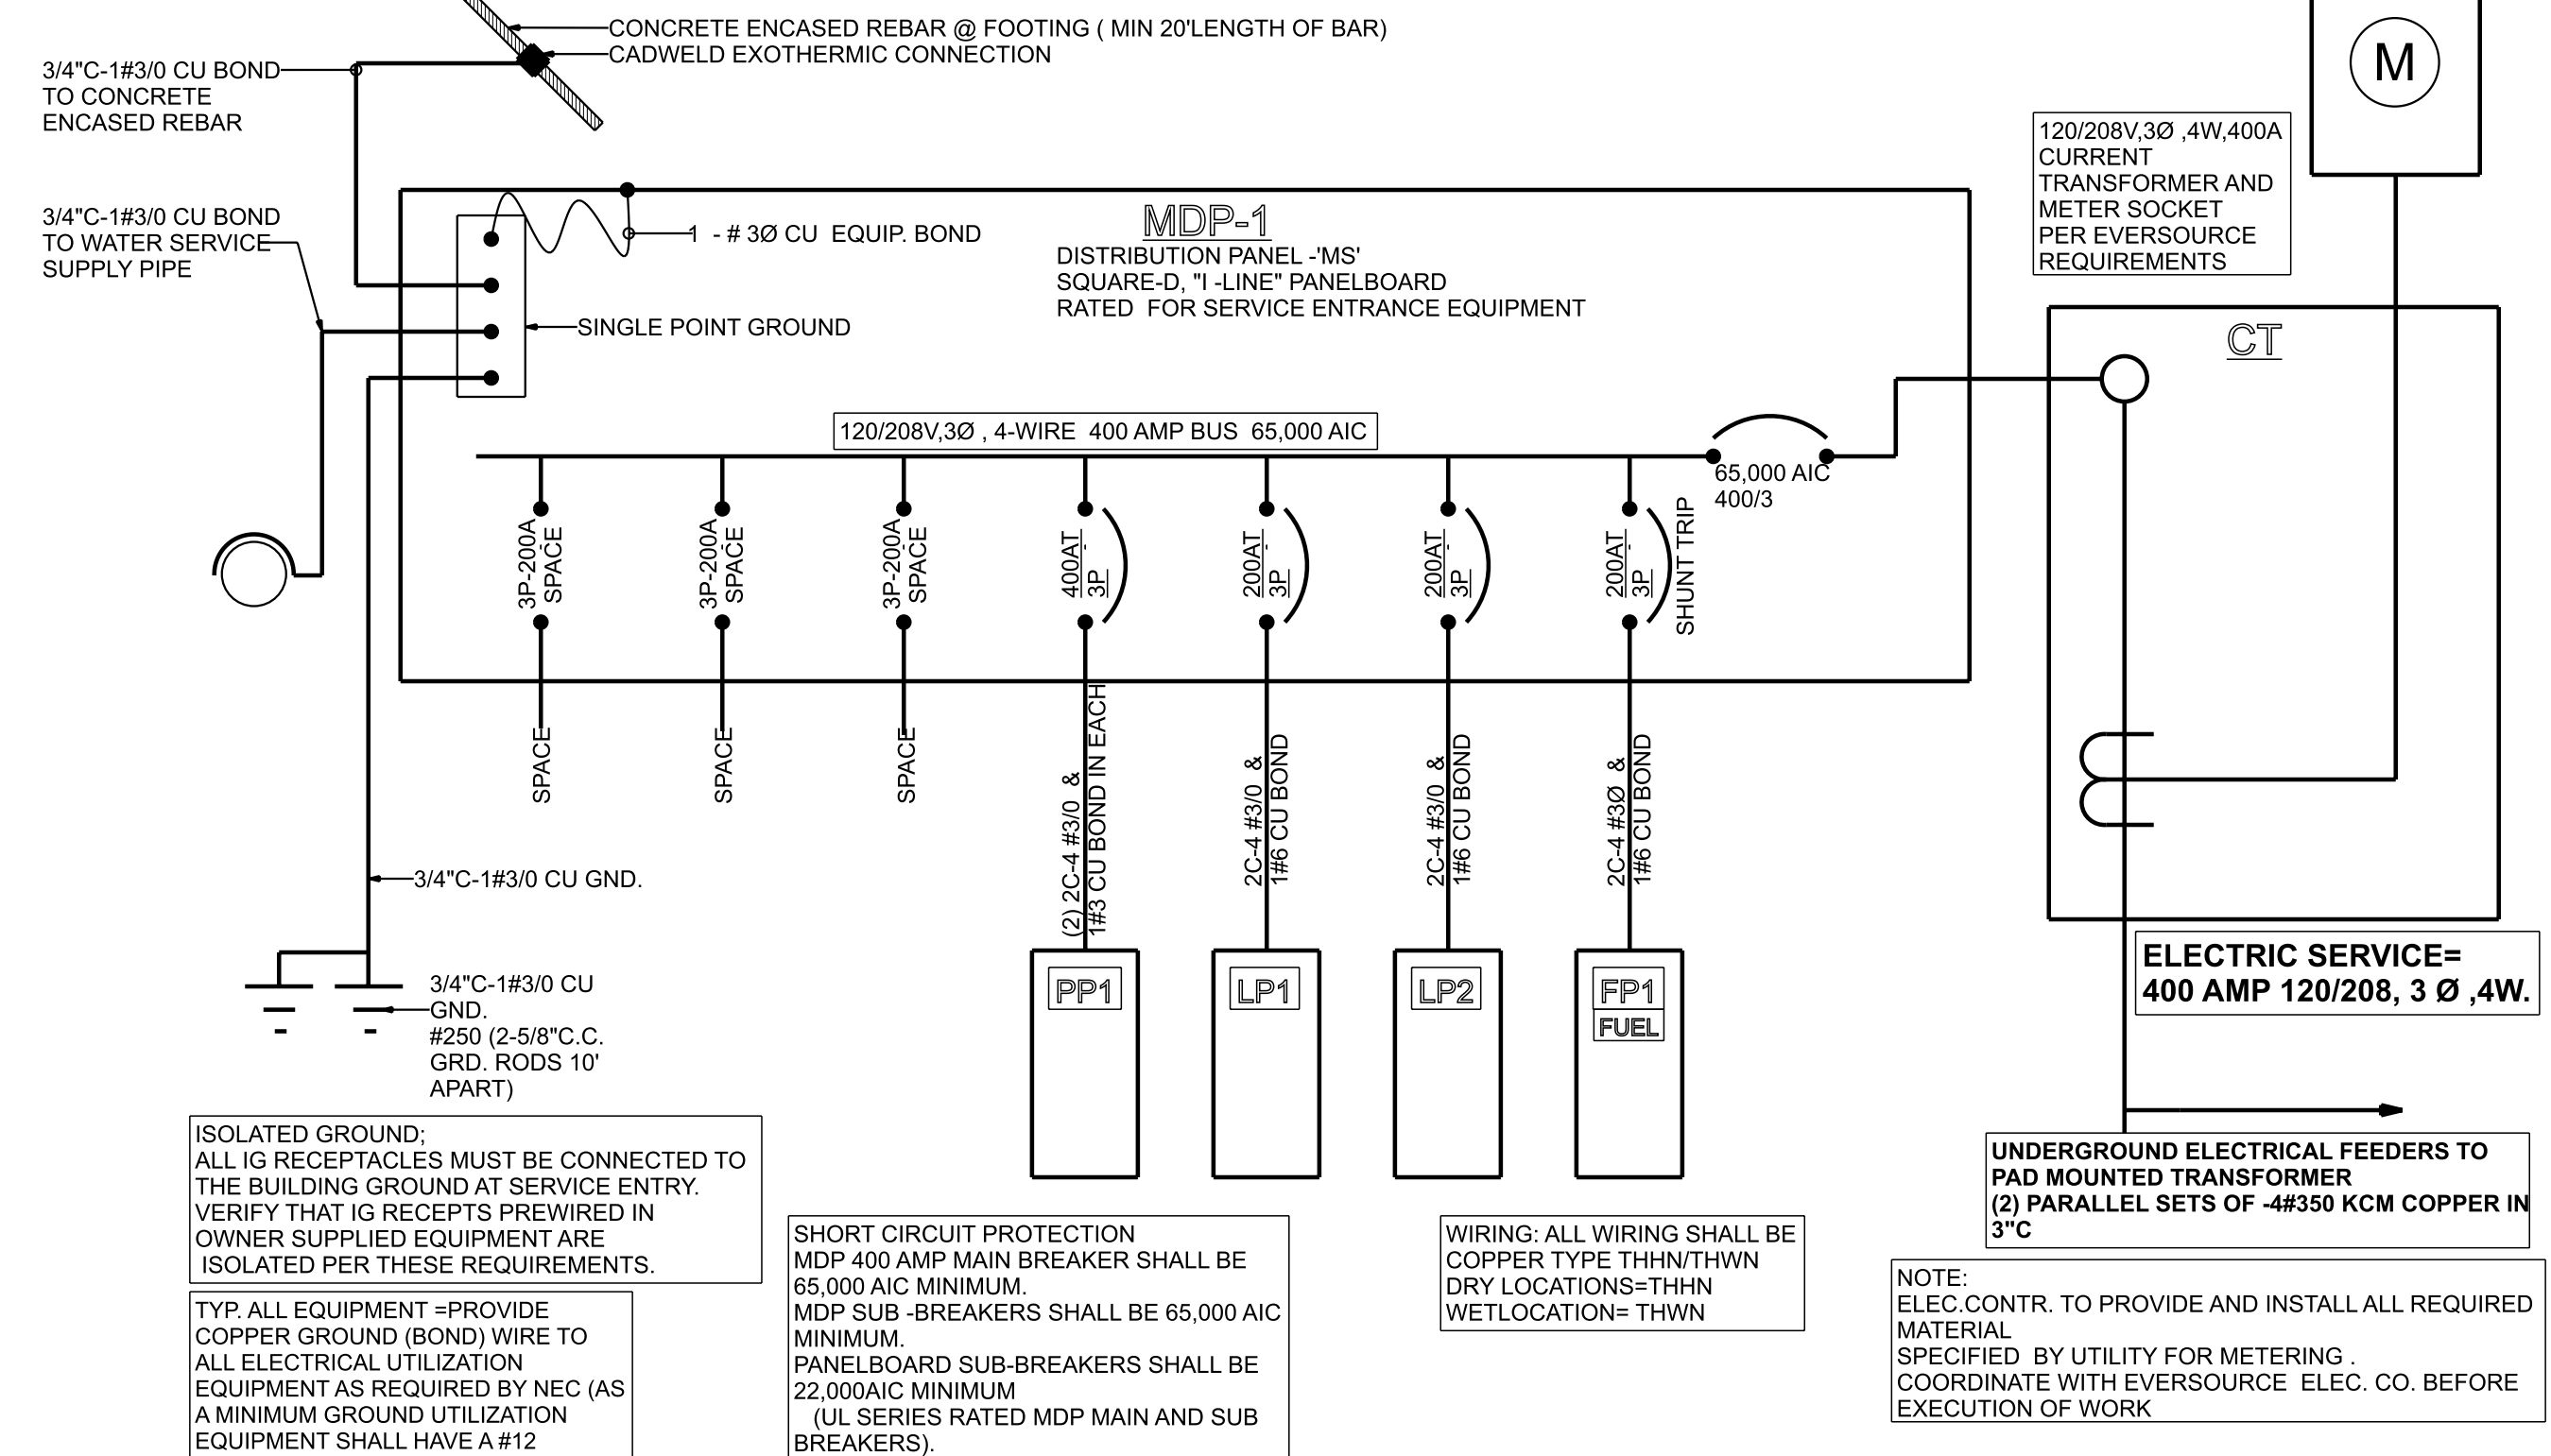 CONCRETE ENCASED REBAR @ FOOTING ( MIN 20'LENGTH OF BAR)
CADWELD EXOTHERMIC CONNECTION
3/4"C-1#3/0 CU BOND
TO CONCRETE
ENCASED REBAR
M
120/208V,3Ø ,4W,400A
CURRENT
TRANSFORMER AND
METER SOCKET
PER EVERSOURCE
REQUIREMENTS
3/4"C-1#3/0 CU BOND
TO WATER SERVICE
SUPPLY PIPE
1 - # 3Ø CU EQUIP. BOND
MDP-1
DISTRIBUTION PANEL -'MS'
SQUARE-D, "I -LINE" PANELBOARD
RATED FOR SERVICE ENTRANCE EQUIPMENT
SINGLE POINT GROUND
CT
120/208V,3Ø , 4-WIRE 400 AMP BUS 65,000 AIC
65,000 AIC
400/3
3P-200A
SPACE
3P-200A
SPACE
3P-200A
SPACE
400AT
3P
200AT
3P
200AT
3P
200AT
3P
SHUNT TRIP
SPACE
SPACE
SPACE
(2) 2C-4 #3/0 &
1#3 CU BOND IN EACH
2C-4 #3/0 &
1#6 CU BOND
2C-4 #3/0 &
1#6 CU BOND
2C-4 #3Ø &
1#6 CU BOND
3/4"C-1#3/0 CU GND.
3/4"C-1#3/0 CU
GND.
#250 (2-5/8"C.C.
GRD. RODS 10'
APART)
PP1
LP1
LP2
FP1
FUEL
ELECTRIC SERVICE=
400 AMP 120/208, 3 Ø ,4W.
UNDERGROUND ELECTRICAL FEEDERS TO
PAD MOUNTED TRANSFORMER
(2) PARALLEL SETS OF -4#350 KCM COPPER IN
3"C
ISOLATED GROUND;
ALL IG RECEPTACLES MUST BE CONNECTED TO
THE BUILDING GROUND AT SERVICE ENTRY.
VERIFY THAT IG RECEPTS PREWIRED IN
OWNER SUPPLIED EQUIPMENT ARE
ISOLATED PER THESE REQUIREMENTS.
TYP. ALL EQUIPMENT =PROVIDE
COPPER GROUND (BOND) WIRE TO
ALL ELECTRICAL UTILIZATION
EQUIPMENT AS REQUIRED BY NEC (AS
A MINIMUM GROUND UTILIZATION
EQUIPMENT SHALL HAVE A #12
SHORT CIRCUIT PROTECTION
MDP 400 AMP MAIN BREAKER SHALL BE
65,000 AIC MINIMUM.
MDP SUB -BREAKERS SHALL BE 65,000 AIC
MINIMUM.
PANELBOARD SUB-BREAKERS SHALL BE
22,000AIC MINIMUM
(UL SERIES RATED MDP MAIN AND SUB
BREAKERS).
WIRING: ALL WIRING SHALL BE
COPPER TYPE THHN/THWN
DRY LOCATIONS=THHN
WETLOCATION= THWN
NOTE:
ELEC.CONTR. TO PROVIDE AND INSTALL ALL REQUIRED
MATERIAL
SPECIFIED BY UTILITY FOR METERING .
COORDINATE WITH EVERSOURCE ELEC. CO. BEFORE
EXECUTION OF WORK